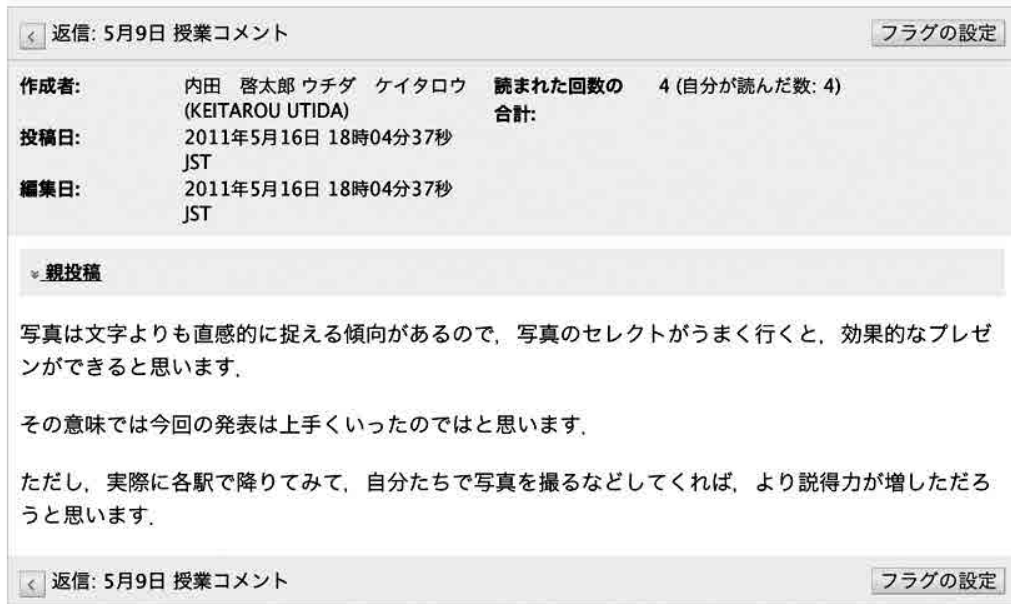 返信: 5月9日 授業コメント フラグの設定
作成者: 内田 啓太郎 ウチダ ケイタロウ 読まれた回数の 4 (自分が読んだ数: 4)
(KEITAROU UTIDA) 合計:
投稿日: 2011年5月16日 18時04分37秒
JST
編集日: 2011年5月16日 18時04分37秒
JST
親投稿
写真は文字よりも直感的に捉える傾向があるので，写真のセレクトがうまく行くと，効果的なプレゼ
ンができると思います．
その意味では今回の発表は上手くいったのではと思います．
ただし，実際に各駅で降りてみて，自分たちで写真を撮るなどしてくれば，より説得力が増しただろ
うと思います．
返信: 5月9日 授業コメント フラグの設定